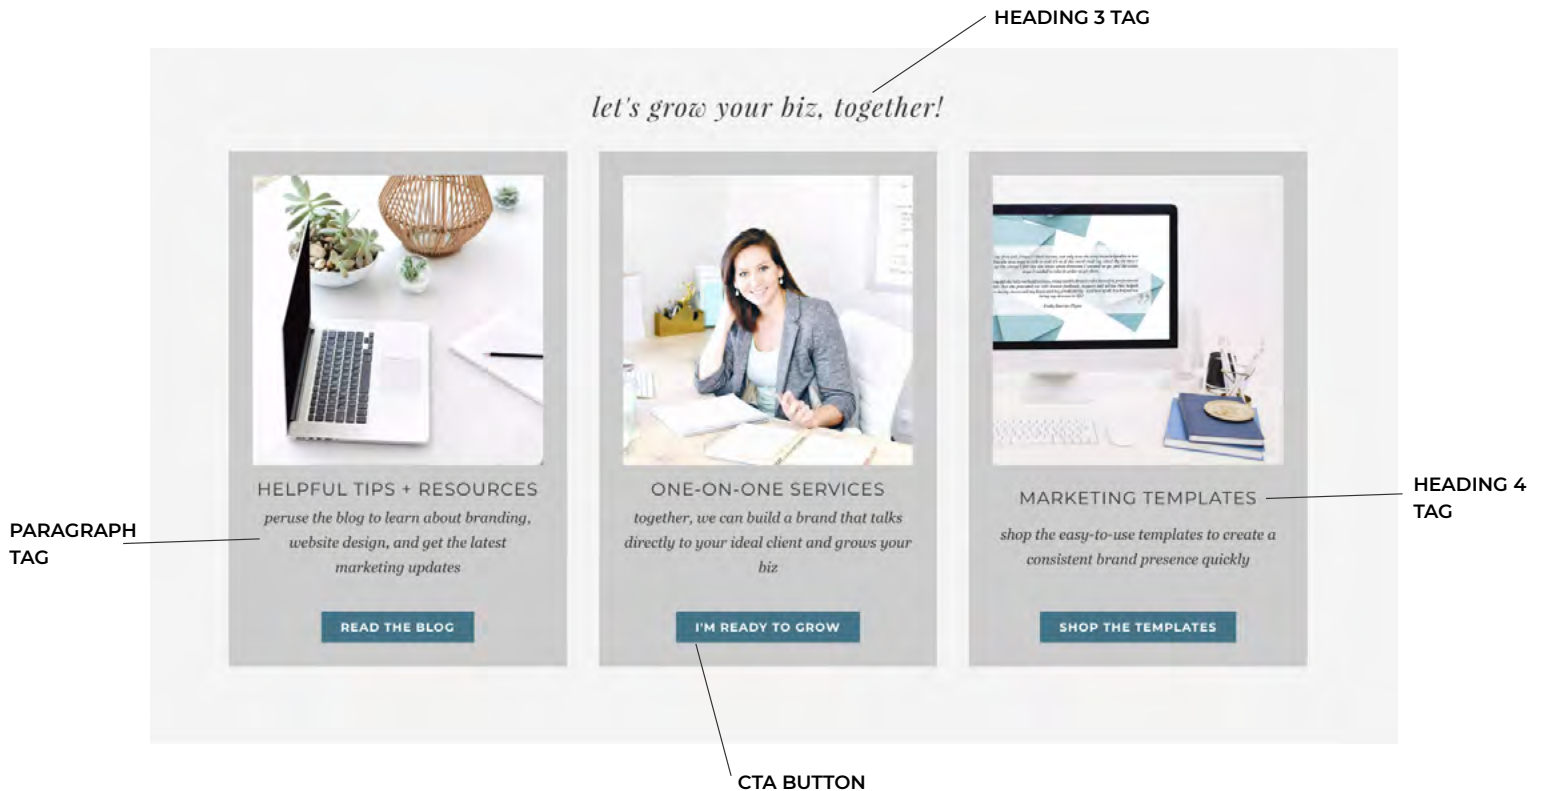 HEADING 3 TAG
let's grow your biz, together!
HELPFUL TIPS + RESOURCES
peruse the blog to learn about branding,
website design, and get the latest
marketing updates
READ THE BLOG
ONE-ON-ONE SERVICES
together, we can build a brand that talks
directly to your ideal client and grows your
biz
I'M READY TO GROW
MARKETING TEMPLATES
shop the easy-to-use templates to create a
consistent brand presence quickly
SHOP THE TEMPLATES
PARAGRAPH
TAG
HEADING 4
TAG
CTA BUTTON